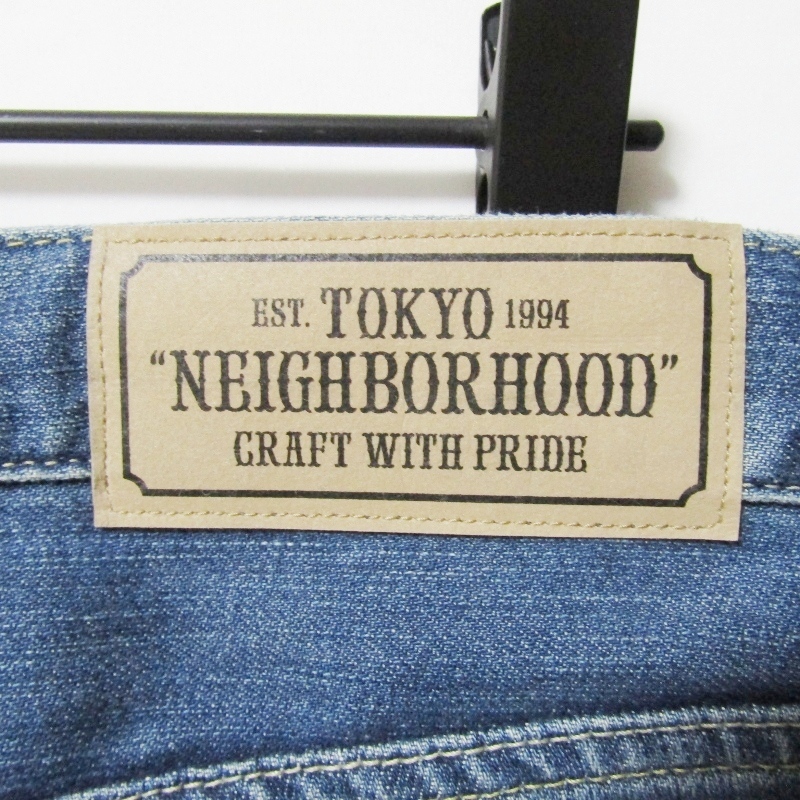 EST. TOKYO 1994
“NEIGHBORHOOD”
CRAFT WITH PRIDE